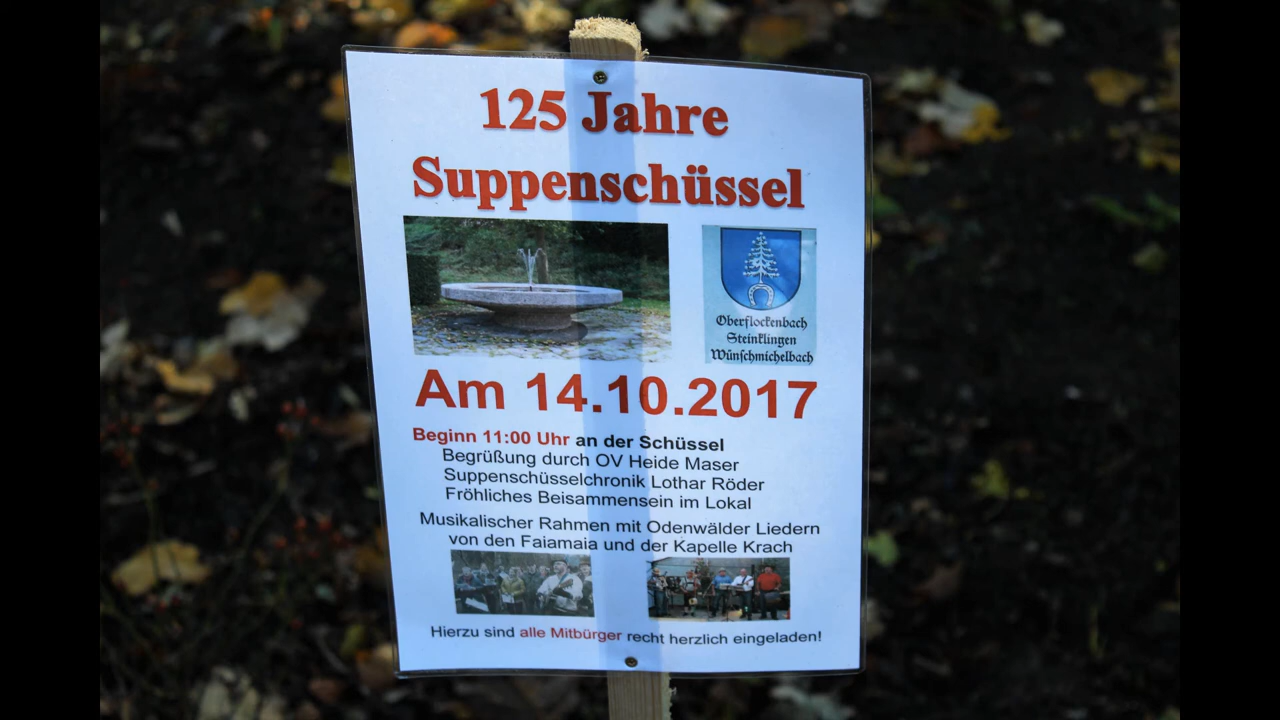 125 Jahre
Suppenschüssel
Oberflockenbach
Steinklingen
Wünschmichelbach
Am 14.10.2017
Beginn 11:00 Uhr an der Schüssel
Begrüßung durch OV Heide Maser
Suppenschüsselchronik Lothar Röder
Fröhliches Beisammensein im Lokal
Musikalischer Rahmen mit Odenwälder Liedern
von den Faiamaia und der Kapelle Krach
Hierzu sind alle Mitbürger recht herzlich eingeladen!